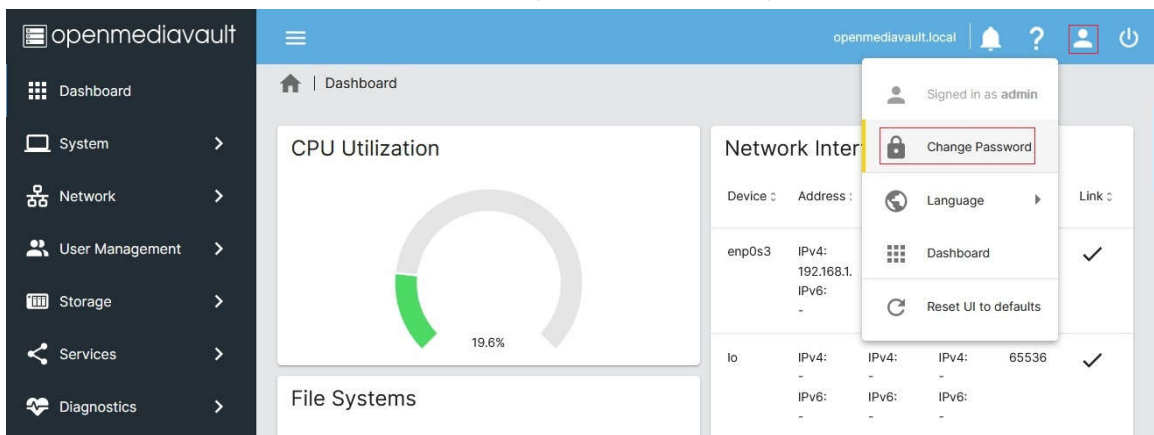 openmediavault
openmediavault.local
Dashboard
System
Network
User Management
Storage
Services
Diagnostics
Dashboard
CPU Utilization
19.6%
File Systems
Network Inter
Device Address Link
enp0s3 IPv4:
192.168.1.
IPv6:
-
lo IPv4: IPv4: IPv4: 65536
- - -
IPv6: IPv6: IPv6:
- - -
Signed in as admin
Change Password
Language
Dashboard
Reset UI to defaults